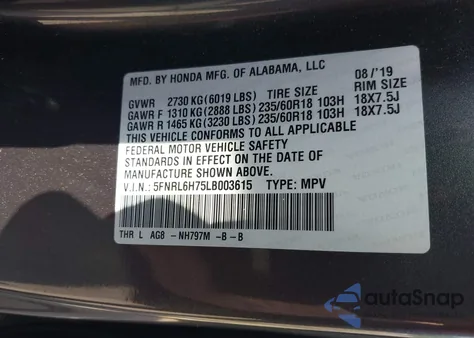 MFD. BY HONDA MFG. OF ALABAMA, LLC 08/'19
GVWR 2730 KG(6019 LBS) TIRE SIZE RIM SIZE
GAWR F 1310 KG(2888 LBS) 235/60R18 103H 18X7.5J
GAWR R 1465 KG(3230 LBS) 235/60R18 103H 18X7.5J
THIS VEHICLE CONFORMS TO ALL APPLICABLE
FEDERAL MOTOR VEHICLE SAFETY
STANDARDS IN EFFECT ON THE DATE OF
MANUFACTURE SHOWN ABOVE.
V.I.N.: 5FNRL6H75LB003615 TYPE: MPV
THR L AG8 -NH797M -B -B
autaSnap